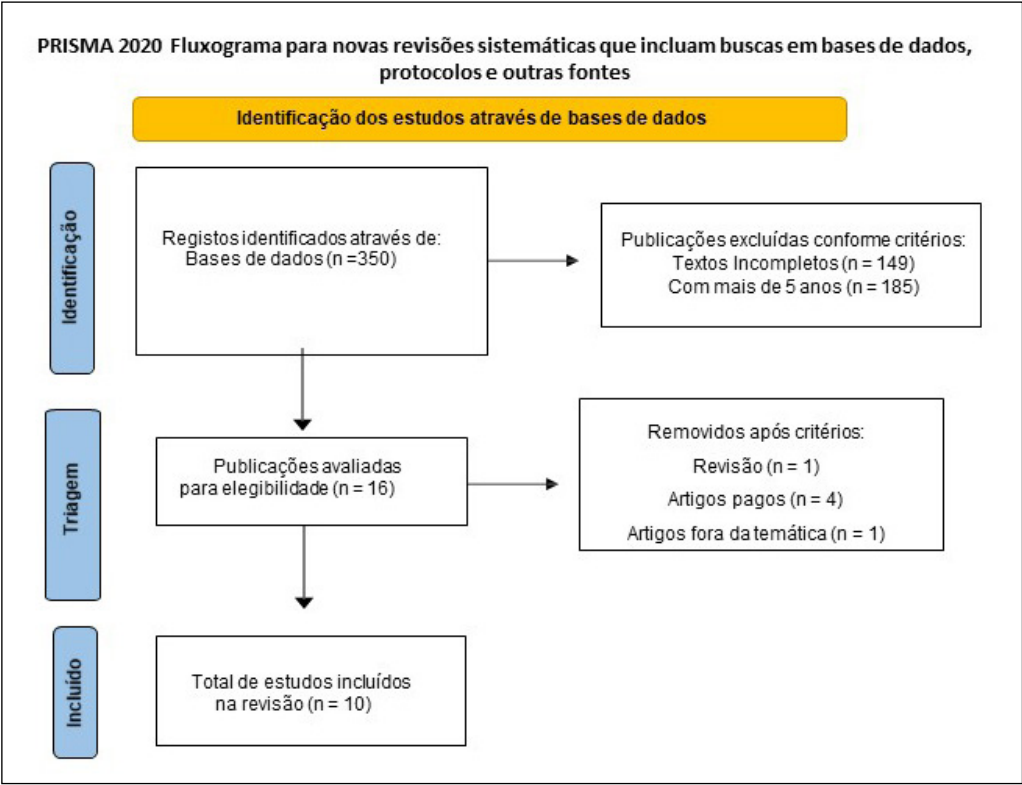 PRISMA 2020 Fluxograma para novas revisões sistemáticas que incluam buscas em bases de dados,
protocolos e outras fontes
Identificação dos estudos através de bases de dados
Identificação
Registos identificados através de:
Bases de dados (n =350)
Publicações excluídas conforme critérios:
Textos Incompletos (n = 149)
Com mais de 5 anos (n = 185)
Triagem
Publicações avaliadas
para elegibilidade (n = 16)
Removidos após critérios:
Revisão (n = 1)
Artigos pagos (n = 4)
Artigos fora da temática (n = 1)
Incluído
Total de estudos incluídos
na revisão (n = 10)